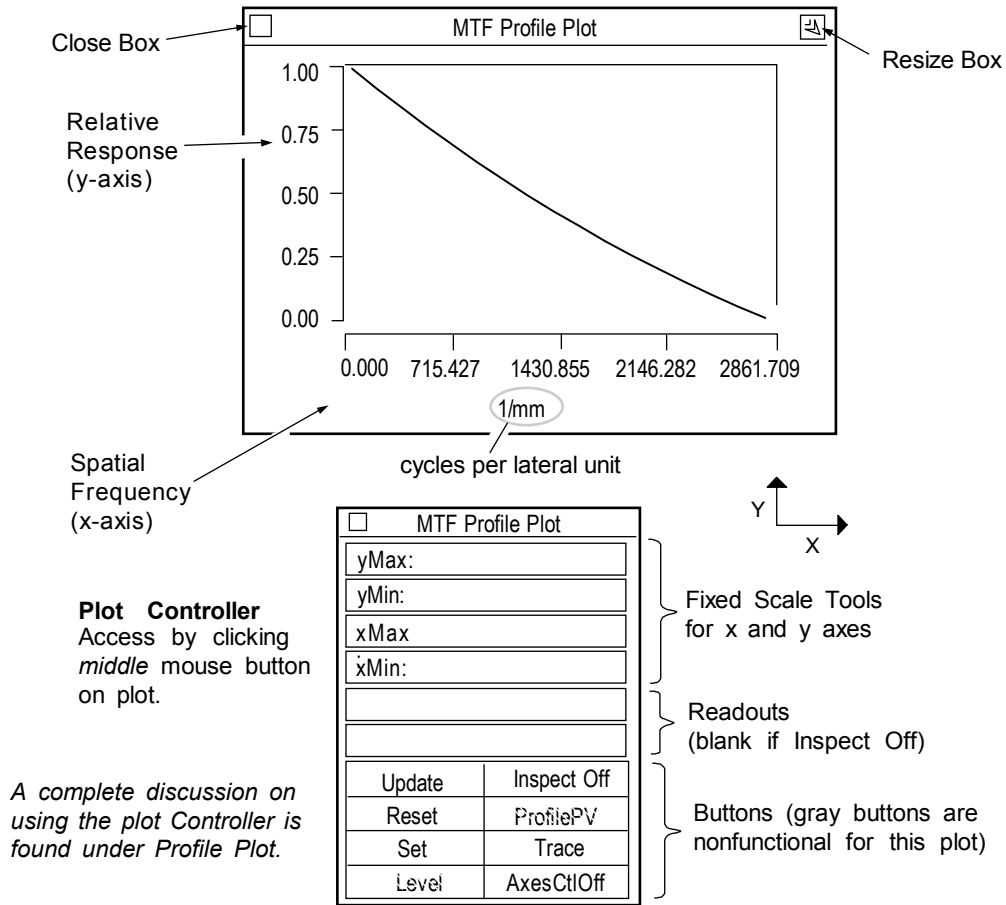 MTF Profile Plot
Close Box
Resize Box
1.00
Relative
Response
(y-axis)
0.75
0.50
0.25
0.00
0.000 715.427 1430.855 2146.282 2861.709
1/mm
cycles per lateral unit
Spatial
Frequency
(x-axis)
Y
X
MTF Profile Plot
yMax:
yMin:
xMax
xMin:
Fixed Scale Tools
for x and y axes
Plot Controller
Access by clicking
middle mouse button
on plot.
Readouts
(blank if Inspect Off)
Update Inspect Off
Reset ProfilePV
Set Trace
Level AxesCtlOff
Buttons (gray buttons are
nonfunctional for this plot)
A complete discussion on
using the plot Controller is
found under Profile Plot.